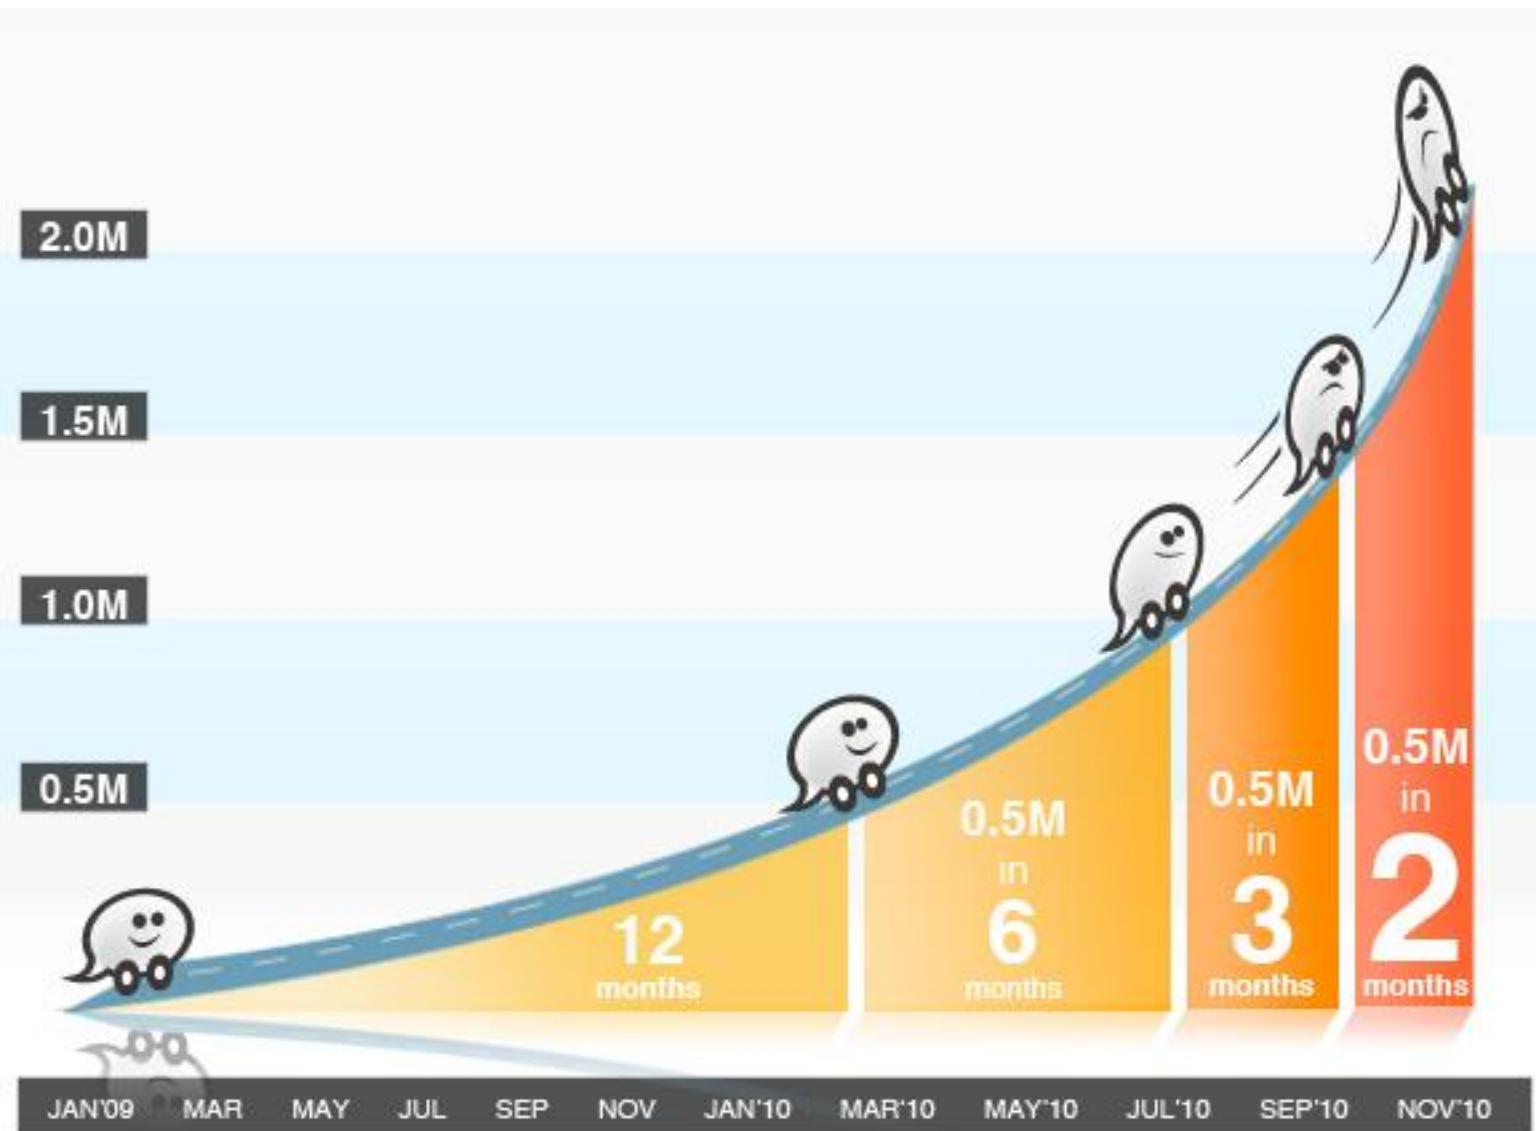 2.0M
1.5M
1.0M
0.5M
12
months
0.5M
in
6
months
0.5M
in
3
months
0.5M
in
2
months
JAN'09 MAR MAY JUL SEP NOV JAN'10 MAR'10 MAY'10 JUL'10 SEP'10 NOV'10